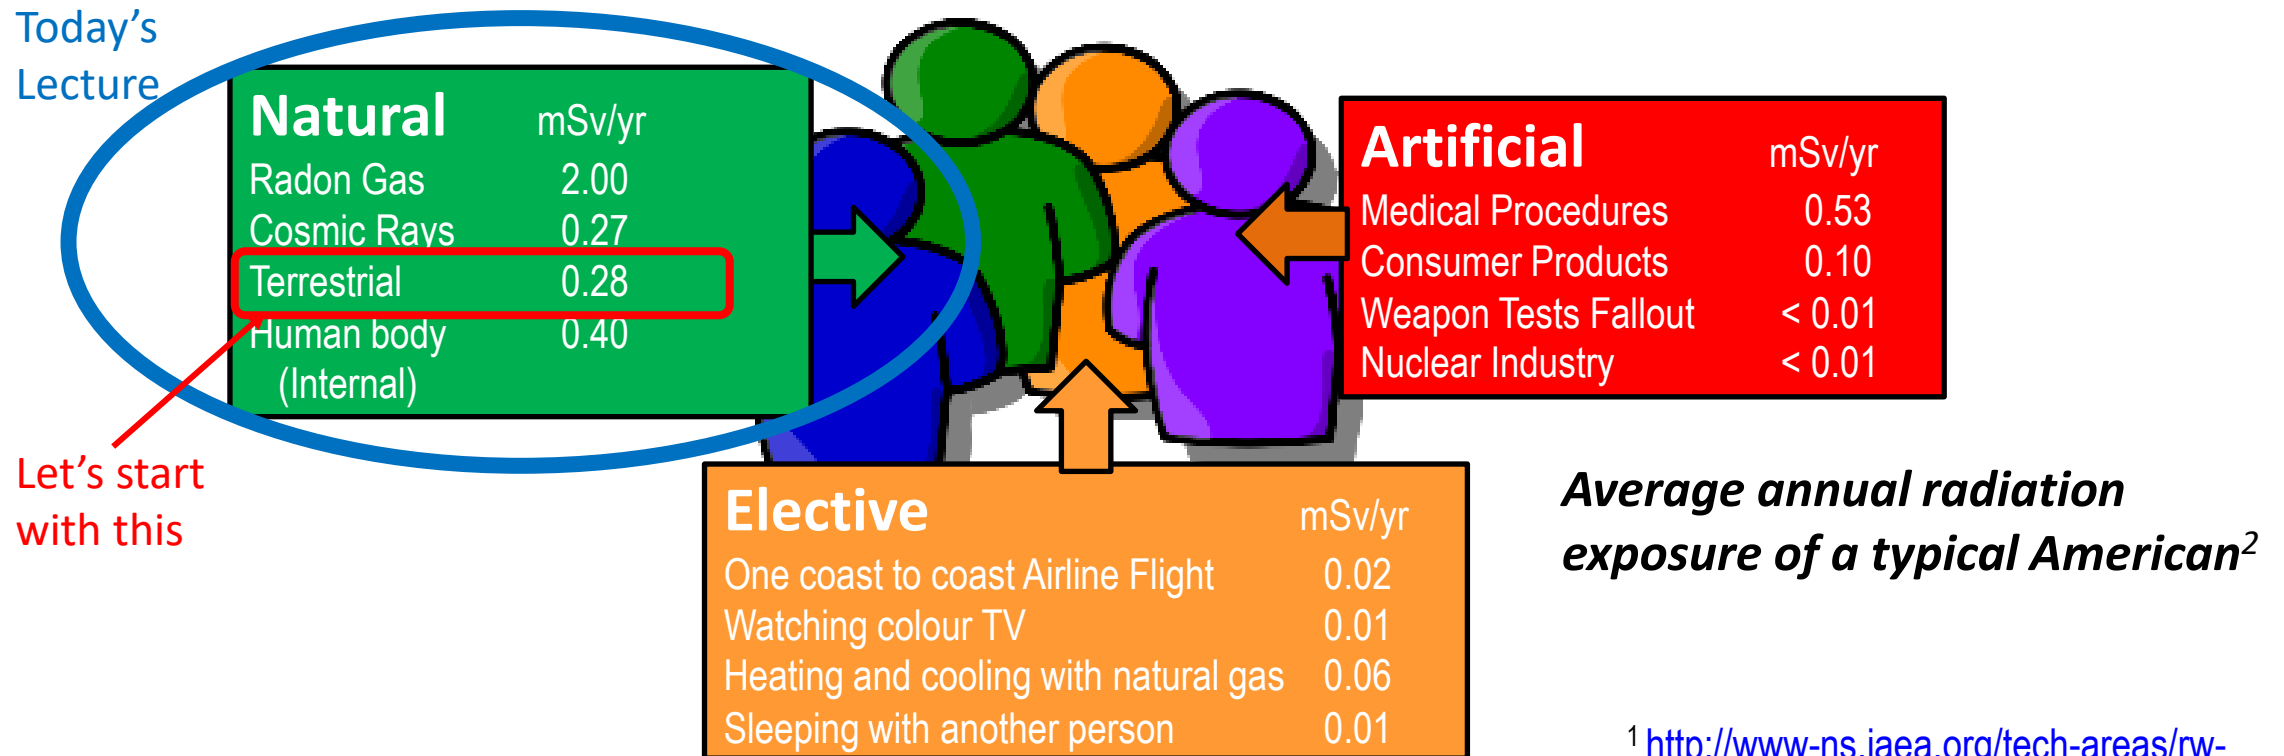 Today's
Lecture
Natural mSv/yr
Radon Gas 2.00
Cosmic Rays 0.27
Terrestrial 0.28
Human body 0.40
(Internal)
Let's start
with this
Artificial mSv/yr
Medical Procedures 0.53
Consumer Products 0.10
Weapon Tests Fallout < 0.01
Nuclear Industry < 0.01
Elective mSv/yr
One coast to coast Airline Flight 0.02
Watching colour TV 0.01
Heating and cooling with natural gas 0.06
Sleeping with another person 0.01
Average annual radiation
exposure of a typical American²
¹ http://www-ns.iaea.org/tech-areas/rw-